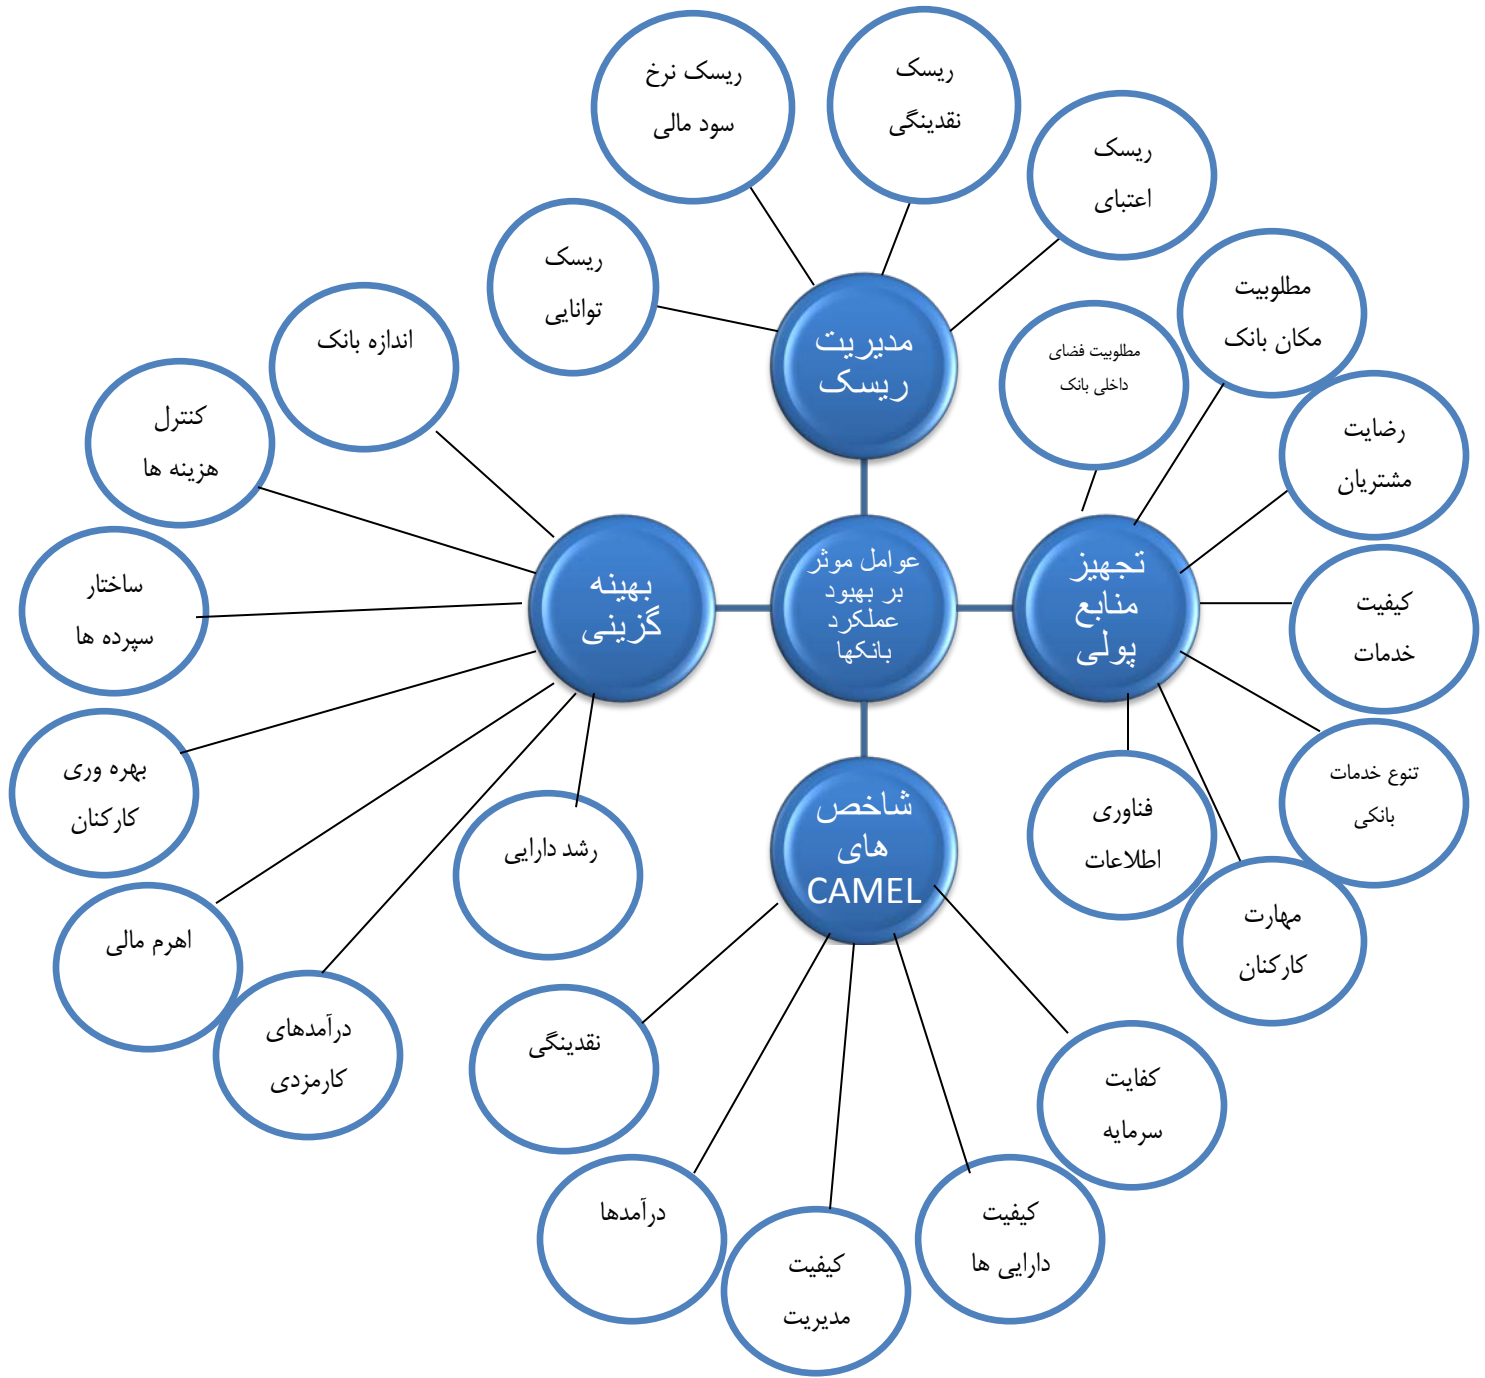 ریسک
نقدینگی
ریسک نرخ
سود مالی
ریسک
اعتبای
ریسک
توانایی
مدیریت
ریسک
مطلوبیت
مکان بانک
مطلوبیت فضای
داخلی بانک
رضایت
مشتریان
کیفیت
خدمات
تنوع خدمات
بانکی
مهارت
کارکنان
فناوری
اطلاعات
تجهیز
منابع
پولی
عوامل موثر
بر بهبود
عملکرد
بانکها
بهینه
گزینی
اندازه بانک
کنترل
هزینه ها
ساختار
سپرده ها
بهره وری
کارکنان
اهرم مالی
درآمدهای
کارمزدی
رشد دارایی
شاخص
های
CAMEL
کفایت
سرمایه
کیفیت
دارایی ها
کیفیت
مدیریت
درآمدها
نقدینگی